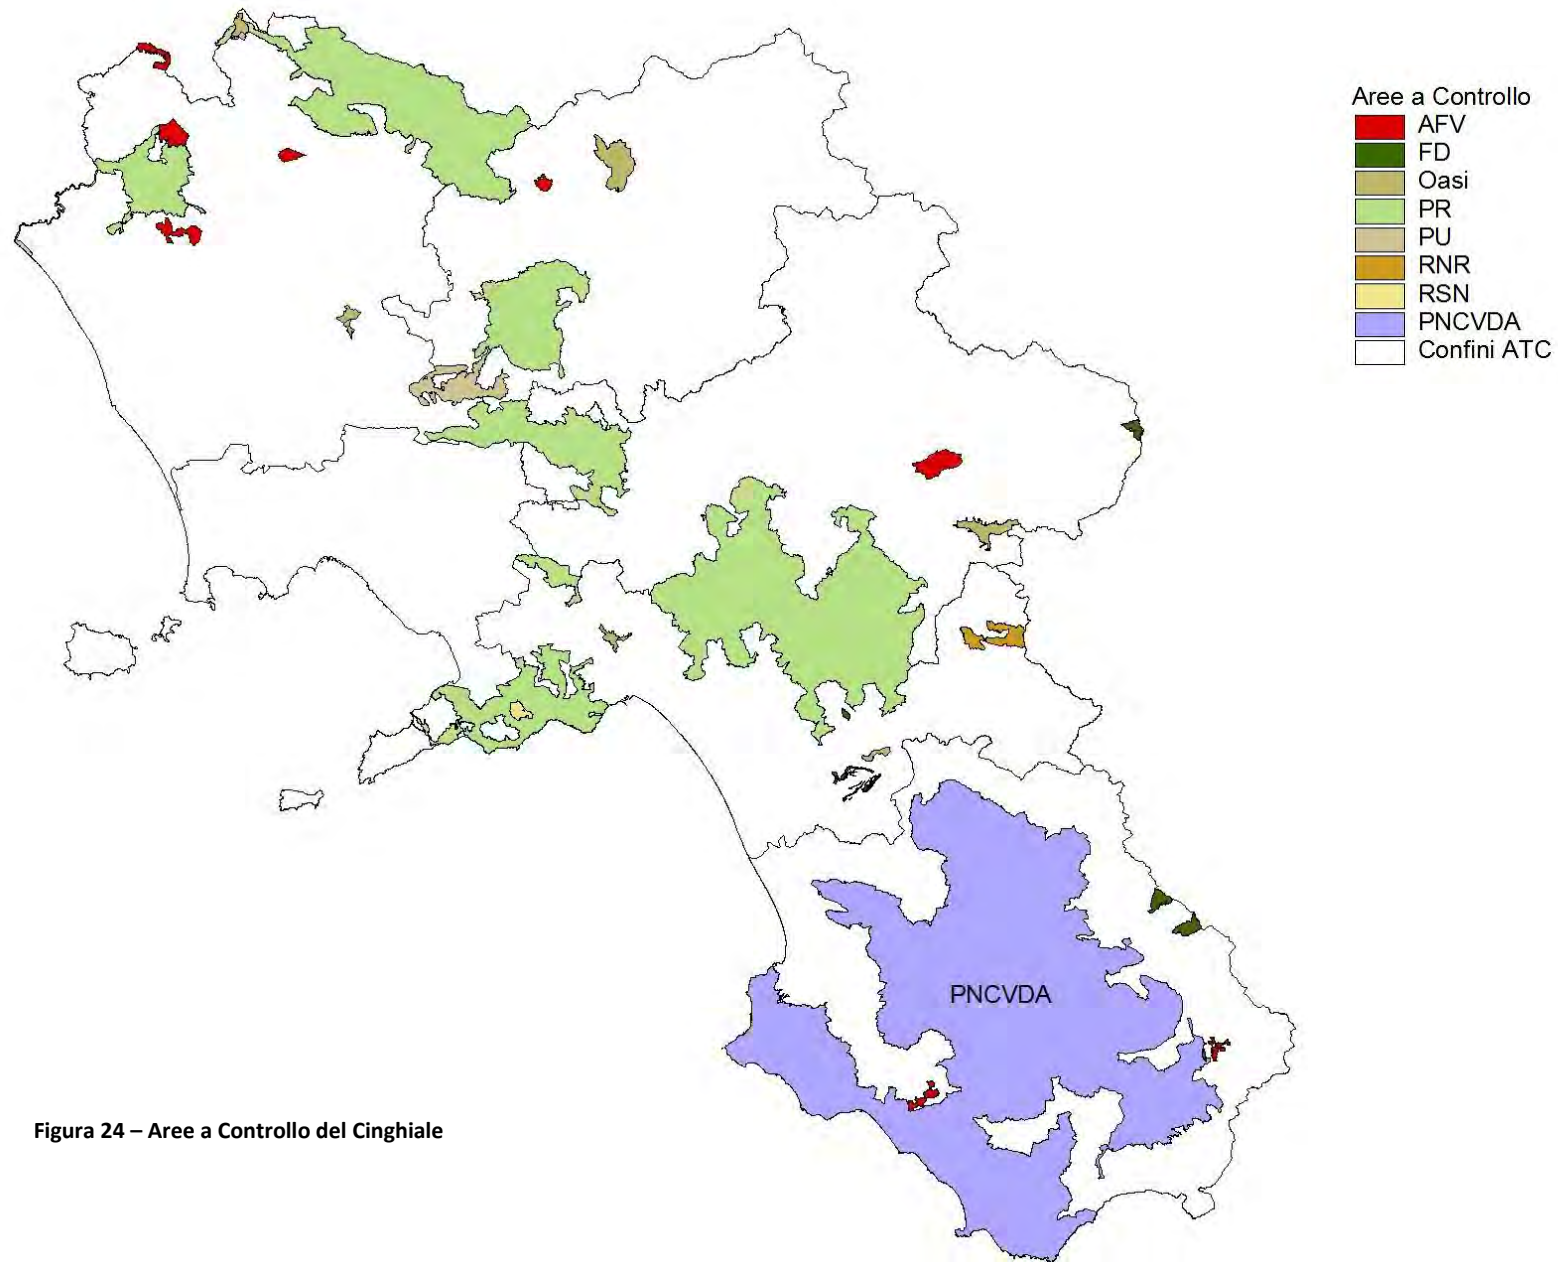 Aree a Controllo
AFV
FD
Oasi
PR
PU
RNR
RSN
PNCVDA
Confini ATC
PNCVDA
Figura 24 – Aree a Controllo del Cinghiale